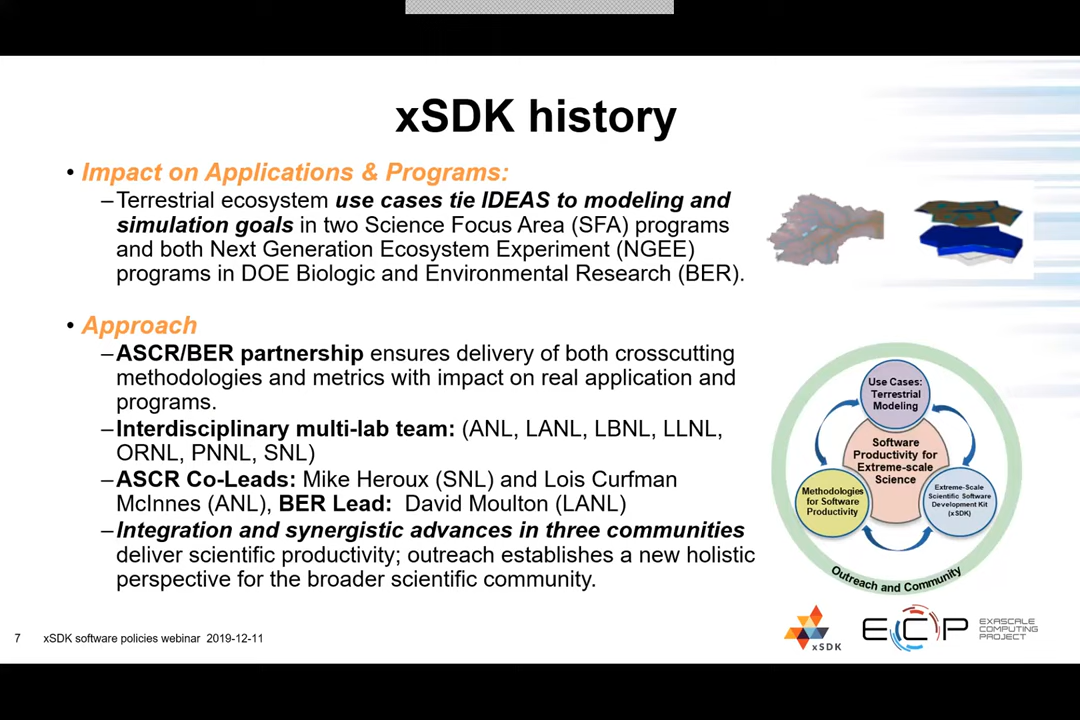 xSDK history
• Impact on Applications & Programs:
–Terrestrial ecosystem use cases tie IDEAS to modeling and
simulation goals in two Science Focus Area (SFA) programs
and both Next Generation Ecosystem Experiment (NGEE)
programs in DOE Biologic and Environmental Research (BER).
• Approach
–ASCR/BER partnership ensures delivery of both crosscutting
methodologies and metrics with impact on real application and
programs.
–Interdisciplinary multi-lab team: (ANL, LANL, LBNL, LLNL,
ORNL, PNNL, SNL)
–ASCR Co-Leads: Mike Heroux (SNL) and Lois Curfman
McInnes (ANL), BER Lead: David Moulton (LANL)
–Integration and synergistic advances in three communities
deliver scientific productivity; outreach establishes a new holistic
perspective for the broader scientific community.
Use Cases:
Terrestrial
Modeling
Software
Productivity for
Extreme-scale
Science
Methodologies
for Software
Productivity
Extreme-Scale
Scientific Software
Development Kit
(xSDK)
Outreach and Community
7 xSDK software policies webinar 2019-12-11
xSDK
ECP
EXASCALE
COMPUTING
PROJECT